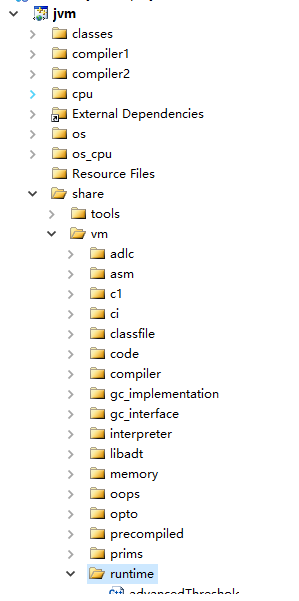 jvm
classes
compiler1
compiler2
cpu
External Dependencies
os
os_cpu
Resource Files
share
tools
vm
adlc
asm
c1
ci
classfile
code
compiler
gc_implementation
gc_interface
interpreter
libadt
memory
oops
opto
precompiled
prims
runtime